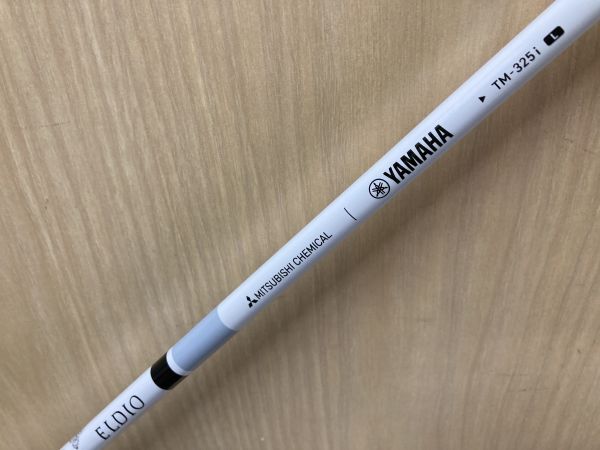 ELDIO
MITSUBISHI CHEMICAL | YAMAHA ▸ TM-325i L